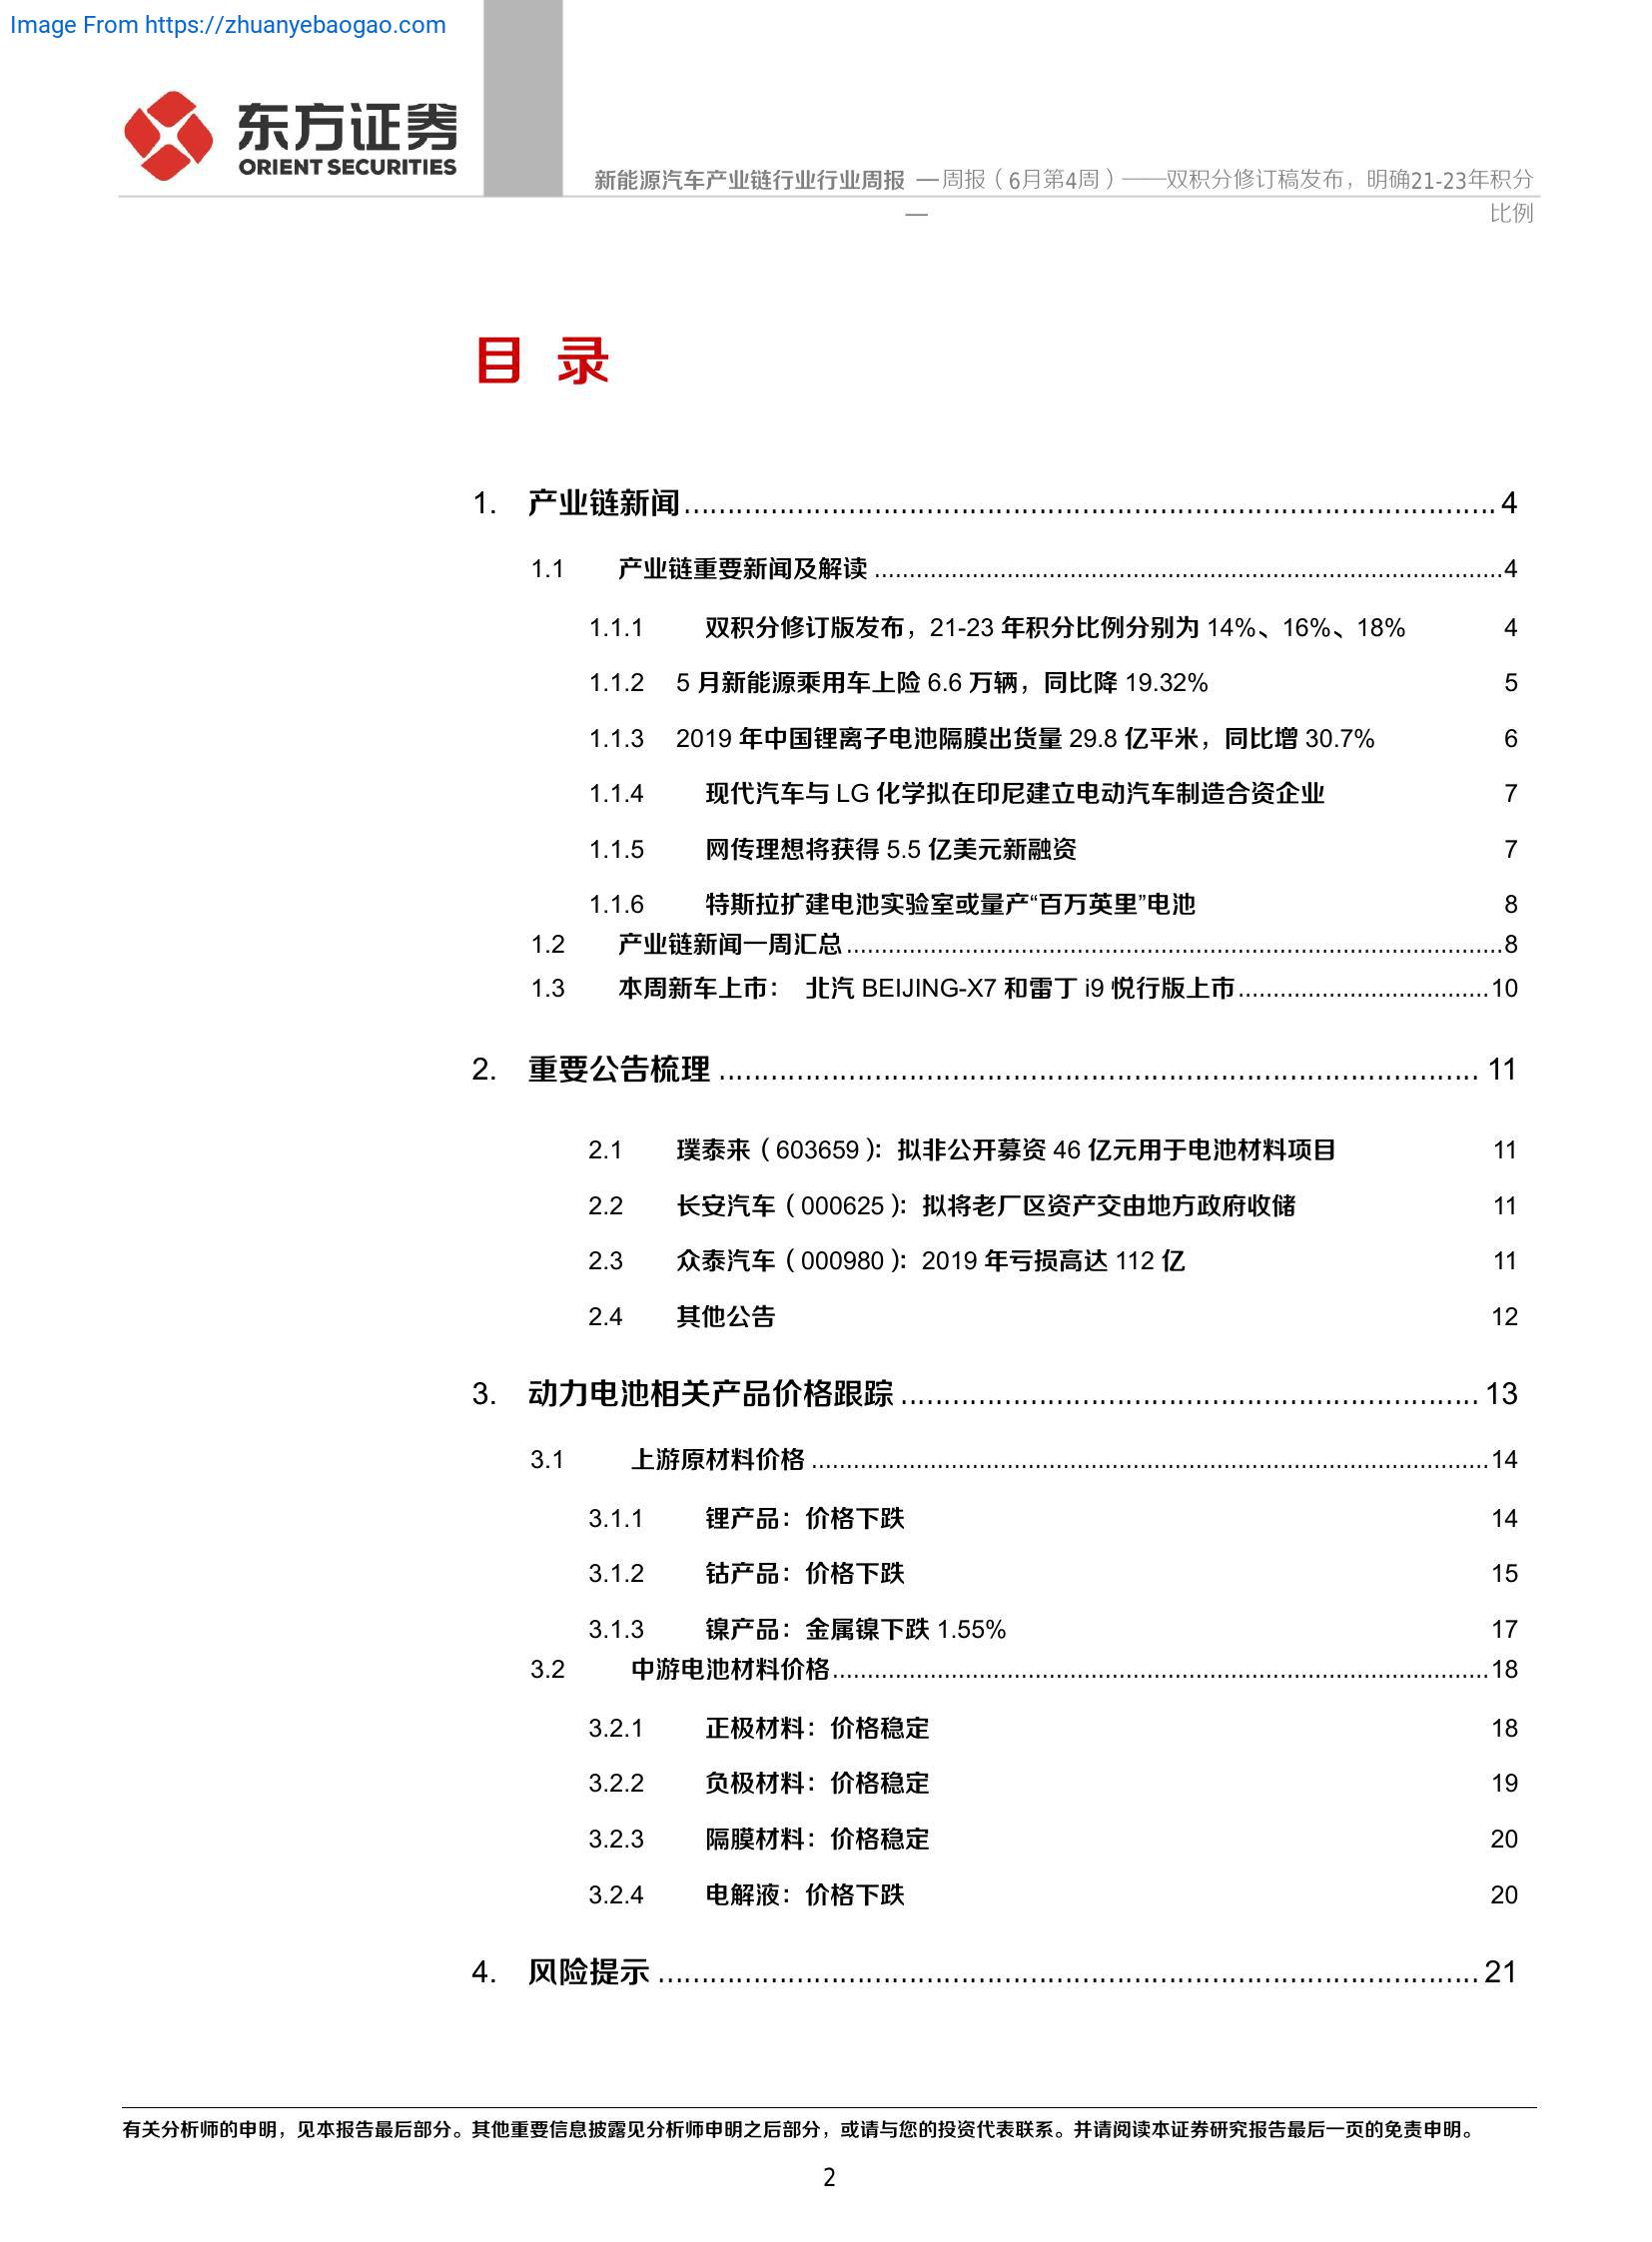 Image From https://zhuanyebaogao.com
东方证券
ORIENT SECURITIES
新能源汽车产业链行业行业周报 —周报（6月第4周）——双积分修订稿发布，明确21-23年积分
— 比例
目 录
1. 产业链新闻 4
1.1 产业链重要新闻及解读 4
1.1.1 双积分修订版发布，21-23 年积分比例分别为 14%、16%、18% 4
1.1.2 5 月新能源乘用车上险 6.6 万辆，同比降 19.32% 5
1.1.3 2019 年中国锂离子电池隔膜出货量 29.8 亿平米，同比增 30.7% 6
1.1.4 现代汽车与 LG 化学拟在印尼建立电动汽车制造合资企业 7
1.1.5 网传理想将获得 5.5 亿美元新融资 7
1.1.6 特斯拉扩建电池实验室或量产“百万英里”电池 8
1.2 产业链新闻一周汇总 8
1.3 本周新车上市： 北汽 BEIJING-X7 和雷丁 i9 悦行版上市 10
2. 重要公告梳理 11
2.1 璞泰来（603659）：拟非公开募资 46 亿元用于电池材料项目 11
2.2 长安汽车（000625）：拟将老厂区资产交由地方政府收储 11
2.3 众泰汽车（000980）：2019 年亏损高达 112 亿 11
2.4 其他公告 12
3. 动力电池相关产品价格跟踪 13
3.1 上游原材料价格 14
3.1.1 锂产品：价格下跌 14
3.1.2 钴产品：价格下跌 15
3.1.3 镍产品：金属镍下跌 1.55% 17
3.2 中游电池材料价格 18
3.2.1 正极材料：价格稳定 18
3.2.2 负极材料：价格稳定 19
3.2.3 隔膜材料：价格稳定 20
3.2.4 电解液：价格下跌 20
4. 风险提示 21
有关分析师的申明，见本报告最后部分。其他重要信息披露见分析师申明之后部分，或请与您的投资代表联系。并请阅读本证券研究报告最后一页的免责申明。
2